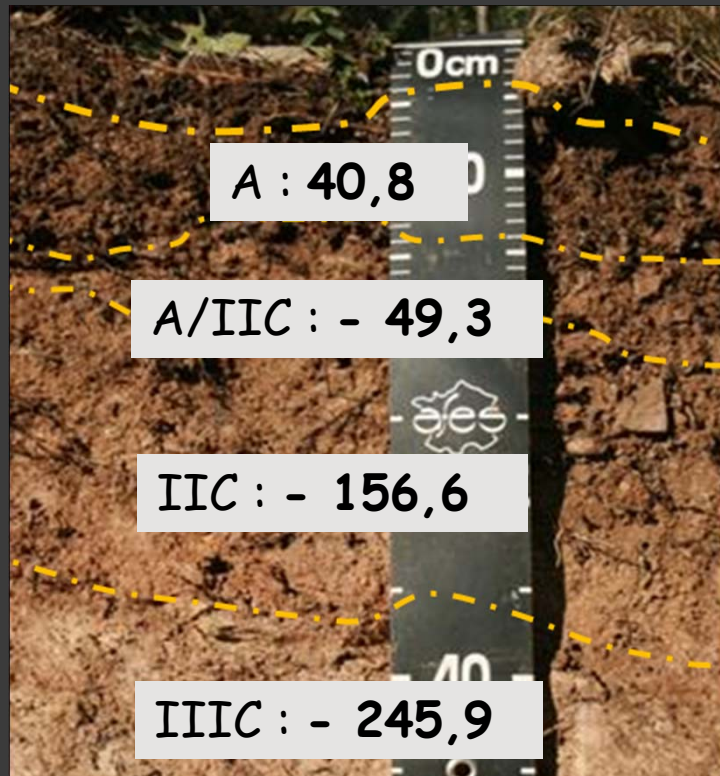 0cm
A : 40,8
A/IIC : - 49,3
afes
IIC : - 156,6
40
IIIC : - 245,9